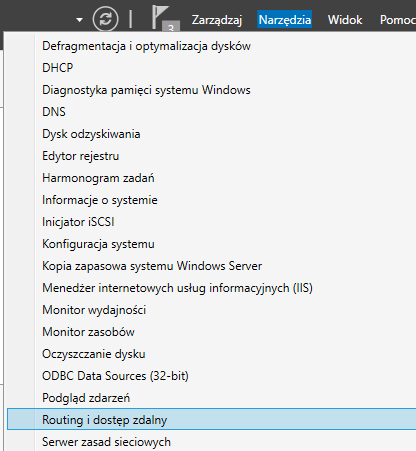 3
Zarządzaj
Narzędzia
Widok
Pomoc
Defragmentacja i optymalizacja dysków
DHCP
Diagnostyka pamięci systemu Windows
DNS
Dysk odzyskiwania
Edytor rejestru
Harmonogram zadań
Informacje o systemie
Inicjator iSCSI
Konfiguracja systemu
Kopia zapasowa systemu Windows Server
Menedżer internetowych usług informacyjnych (IIS)
Monitor wydajności
Monitor zasobów
Oczyszczanie dysku
ODBC Data Sources (32-bit)
Podgląd zdarzeń
Routing i dostęp zdalny
Serwer zasad sieciowych